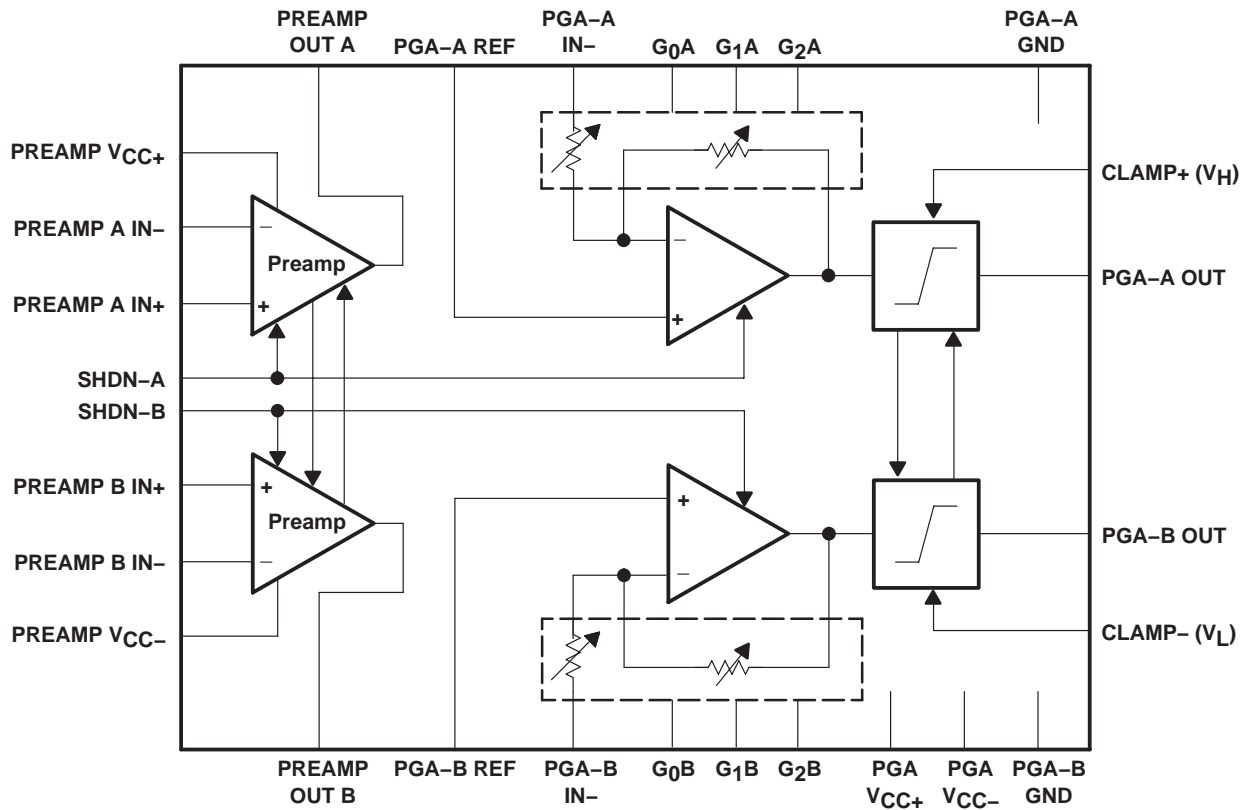 PREAMP
OUT A
PGA–A REF
PGA–A
IN–
G0A
G1A
G2A
PGA–A
GND
PREAMP VCC+
PREAMP A IN–
PREAMP A IN+
SHDN–A
SHDN–B
PREAMP B IN+
PREAMP B IN–
PREAMP VCC–
–
Preamp
+
–
+
+
Preamp
–
+
–
CLAMP+ (VH)
PGA–A OUT
PGA–B OUT
CLAMP– (VL)
PREAMP
OUT B
PGA–B REF
PGA–B
IN–
G0B
G1B
G2B
PGA
VCC+
PGA
VCC–
PGA–B
GND